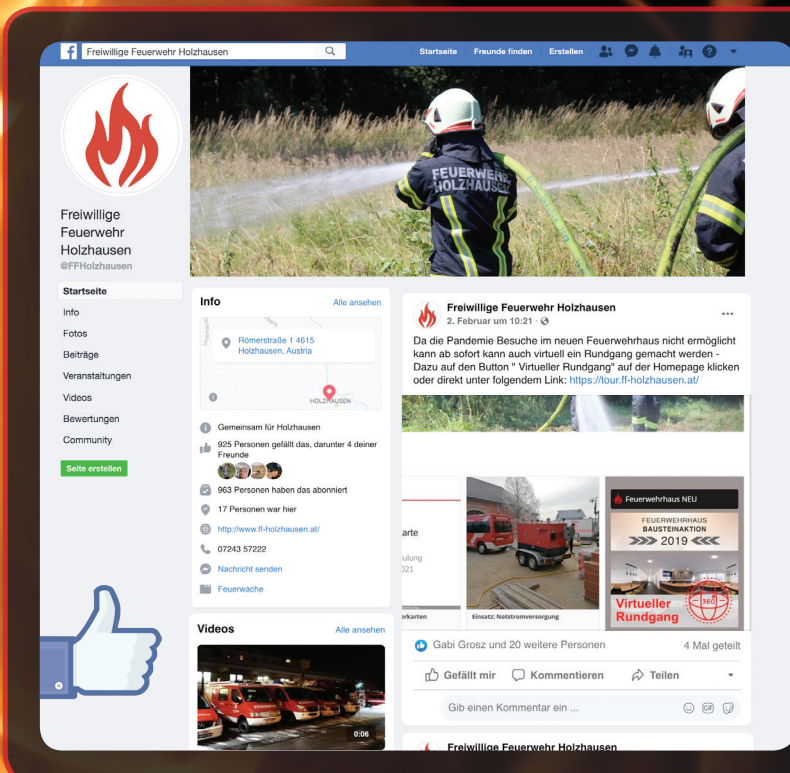 Freiwillige Feuerwehr Holzhausen
Startseite
Freunde finden
Erstellen
FEUERWEHR
HOLZHAUSEN
Freiwillige
Feuerwehr
Holzhausen
@FFHolzhausen
Startseite
Info
Fotos
Beiträge
Veranstaltungen
Videos
Bewertungen
Community
Seite erstellen
Info
Alle ansehen
Römerstraße 1 4615
Holzhausen, Austria
HOLZHAUSEN
Gemeinsam für Holzhausen
925 Personen gefällt das, darunter 4 deiner
Freunde
963 Personen haben das abonniert
17 Personen war hier
http://www.ff-holzhausen.at/
07243 57222
Nachricht senden
Feuerwache
Videos
Alle ansehen
0:06
Freiwillige Feuerwehr Holzhausen
2. Februar um 10:21 ·
Da die Pandemie Besuche im neuen Feuerwehrhaus nicht ermöglicht
kann ab sofort kann auch virtuell ein Rundgang gemacht werden -
Dazu auf den Button " Virtueller Rundgang" auf der Homepage klicken
oder direkt unter folgendem Link: https://tour.ff-holzhausen.at/
arte
ulung
021
erkarten
Einsatz: Notstromversorgung
Feuerwehrhaus NEU
FEUERWEHRHAUS
BAUSTEINAKTION
2019
Virtueller
Rundgang
360°
Gabi Grosz und 20 weitere Personen
4 Mal geteilt
Gefällt mir
Kommentieren
Teilen
Gib einen Kommentar ein ...
GIF
Freiwillige Feuerwehr Holzhausen